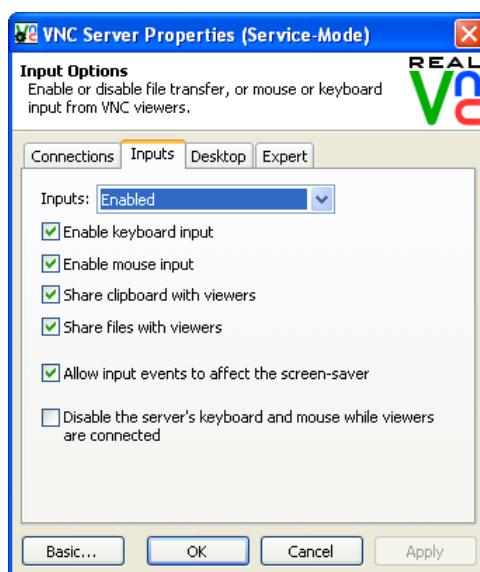 VNC Server Properties (Service-Mode)
Input Options
Enable or disable file transfer, or mouse or keyboard
input from VNC viewers.
REAL
Vnc
Connections Inputs Desktop Expert
Inputs: Enabled
Enable keyboard input
Enable mouse input
Share clipboard with viewers
Share files with viewers
Allow input events to affect the screen-saver
Disable the server's keyboard and mouse while viewers
are connected
Basic... OK Cancel Apply